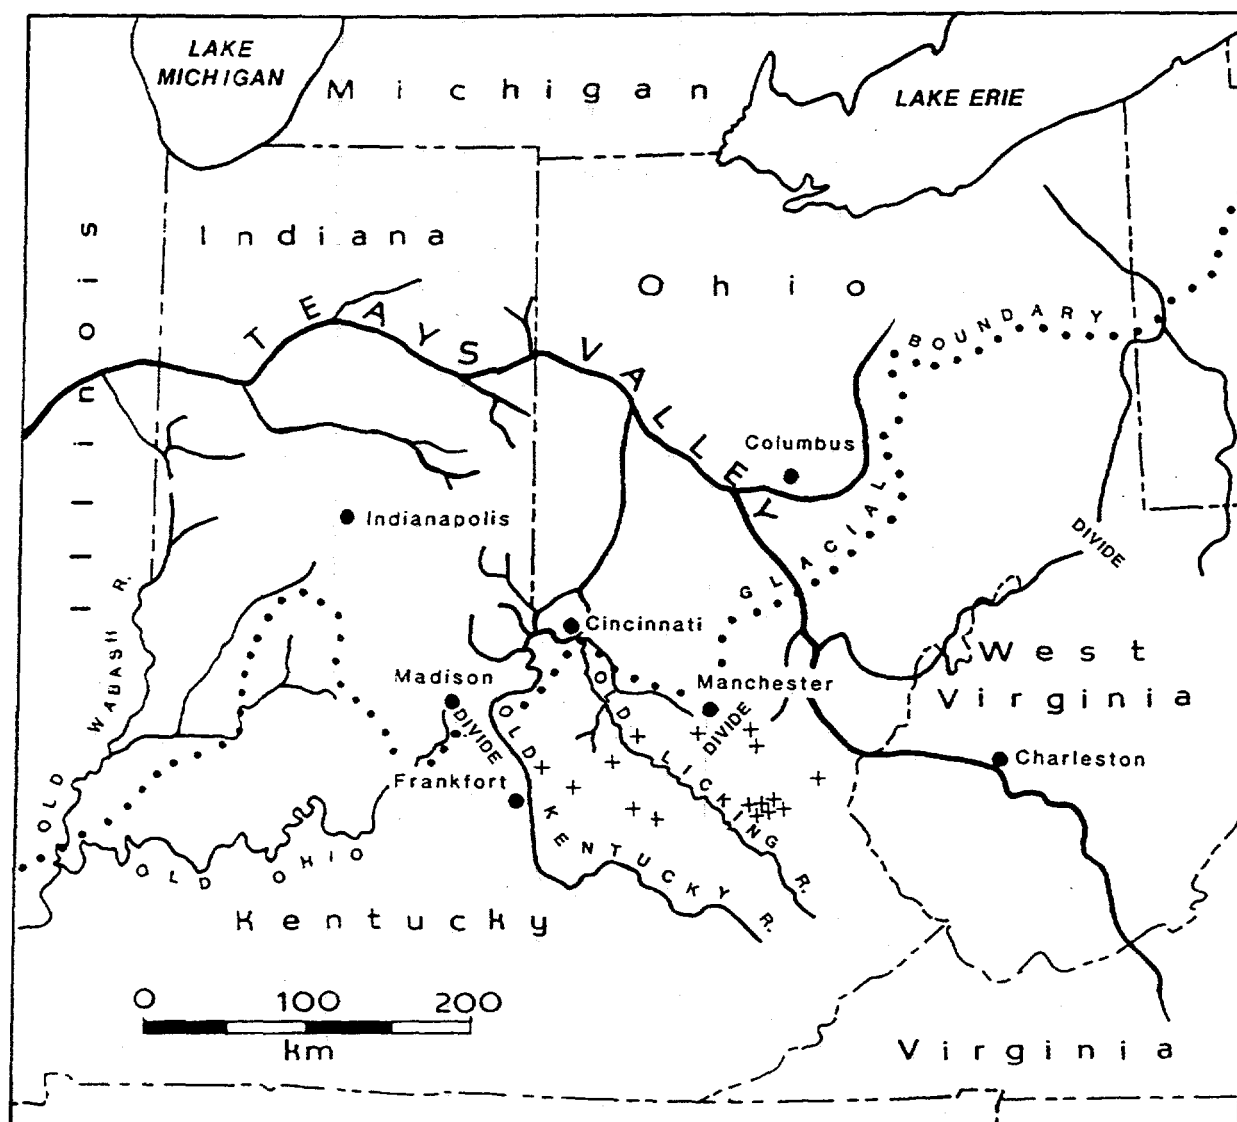 LAKE
MICHIGAN
Michigan
LAKE ERIE
Illinois
Indiana
Ohio
TEAYS VALLEY
GLACIAL BOUNDARY
Columbus
Indianapolis
DIVIDE
WABASH R.
OLD
Cincinnati
West
Virginia
Madison
Manchester
DIVIDE
DIVIDE
Charleston
Frankfort
OLD LICKING R.
OLD KENTUCKY R.
OLD OHIO
Kentucky
0 100 200
km
Virginia